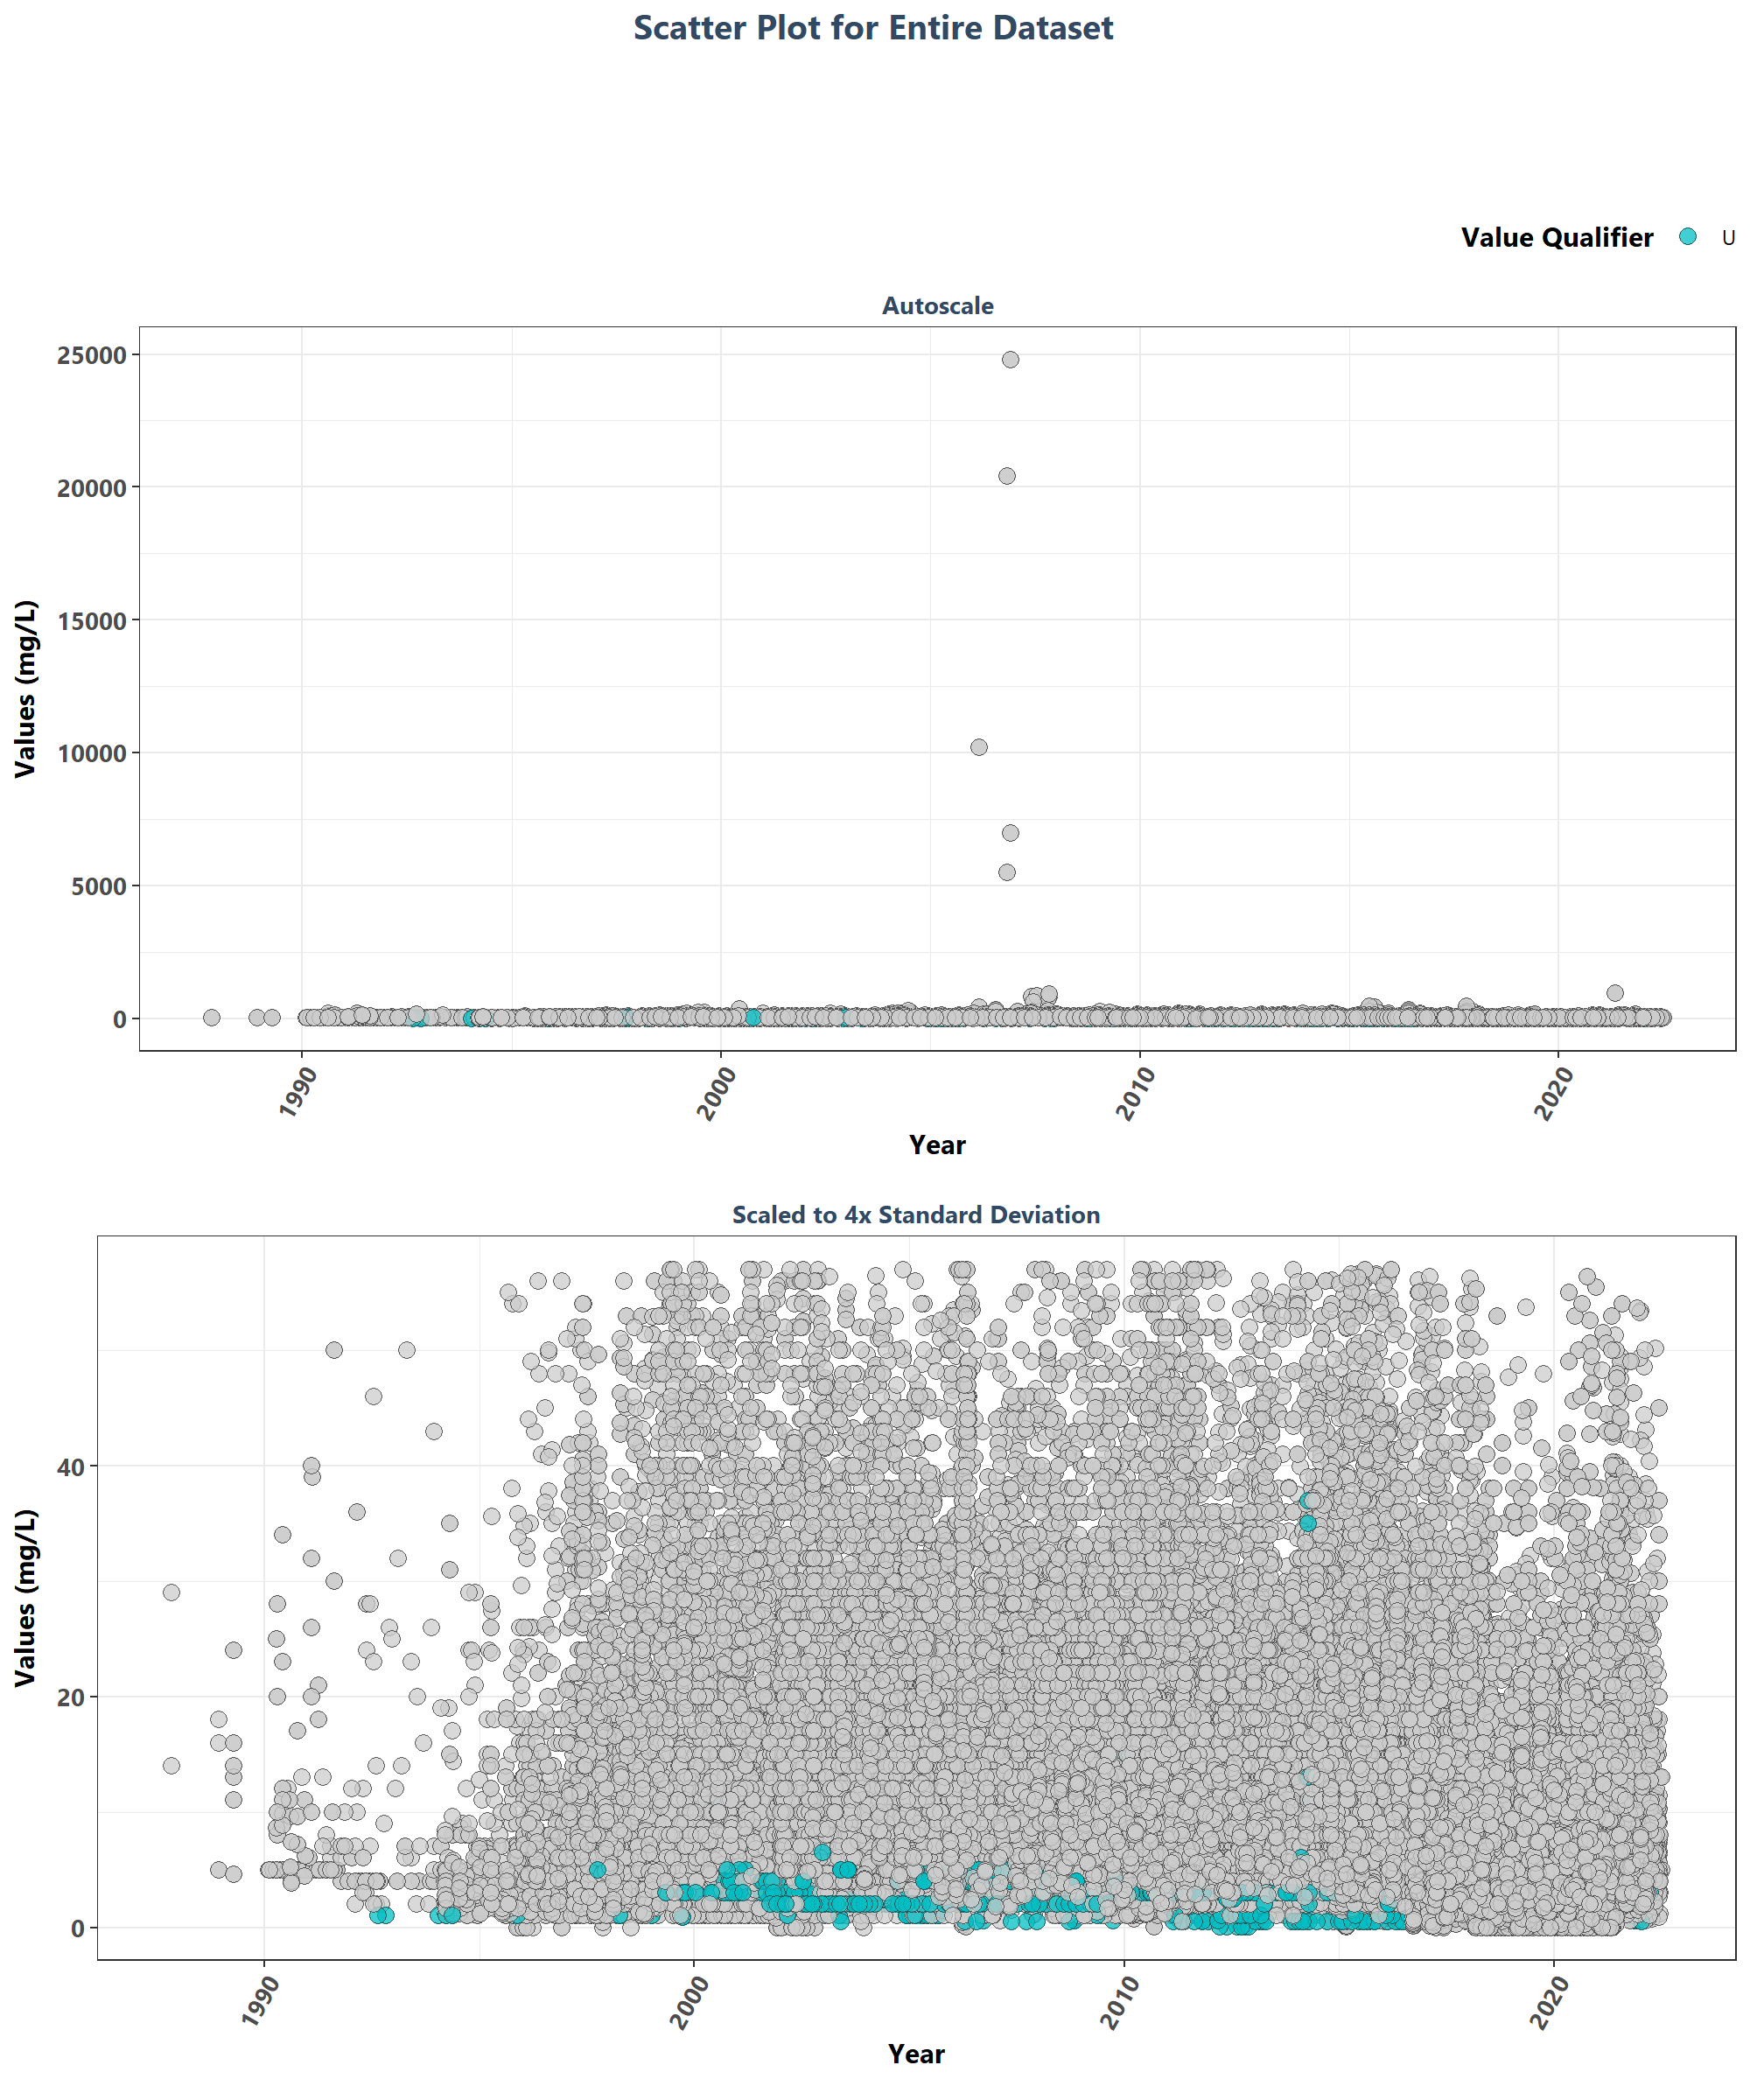 Scatter Plot for Entire Dataset
Value Qualifier U
Autoscale
Values (mg/L)
25000
20000
15000
10000
5000
0
1990 2000 2010 2020
Year
Scaled to 4x Standard Deviation
Values (mg/L)
40
20
0
1990 2000 2010 2020
Year